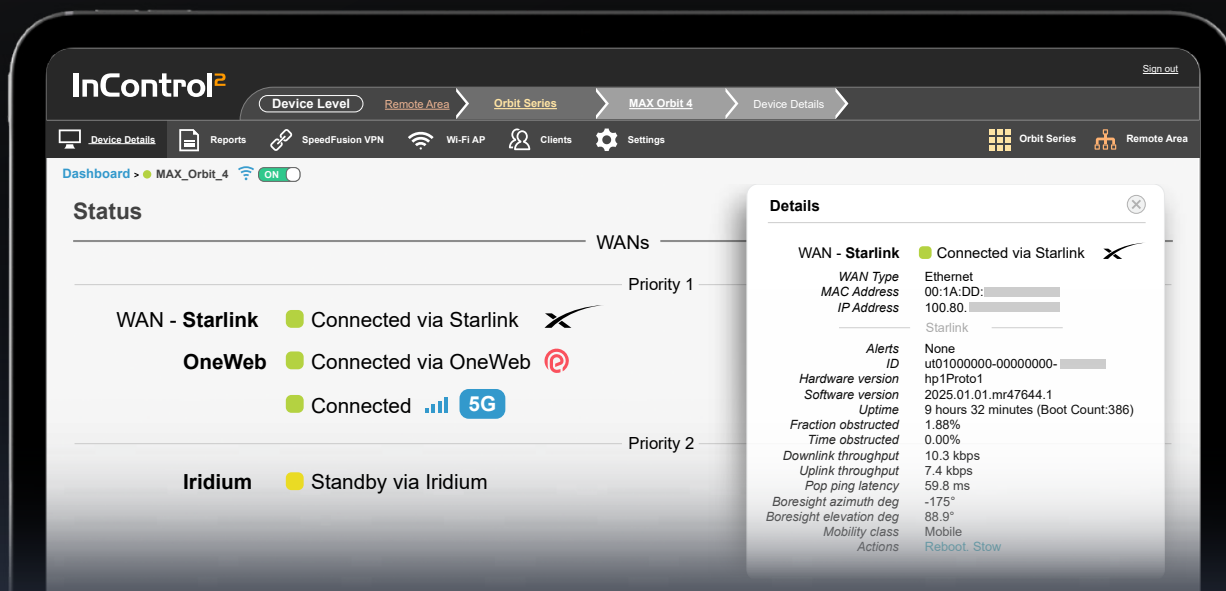 Sign out
InControl2
Device Level Remote Area Orbit Series MAX Orbit 4 Device Details
Device Details Reports SpeedFusion VPN Wi-Fi AP Clients Settings Orbit Series Remote Area
Dashboard > MAX_Orbit_4 ON
Status
WANs
Priority 1
WAN - Starlink Connected via Starlink
OneWeb Connected via OneWeb
Connected 5G
Priority 2
Iridium Standby via Iridium
Details
WAN - Starlink Connected via Starlink
WAN Type Ethernet
MAC Address 00:1A:DD:
IP Address 100.80.
Starlink
Alerts None
ID ut01000000-00000000-
Hardware version hp1Proto1
Software version 2025.01.01.mr47644.1
Uptime 9 hours 32 minutes (Boot Count:386)
Fraction obstructed 1.88%
Time obstructed 0.00%
Downlink throughput 10.3 kbps
Uplink throughput 7.4 kbps
Pop ping latency 59.8 ms
Boresight azimuth deg -175°
Boresight elevation deg 88.9°
Mobility class Mobile
Actions Reboot. Stow